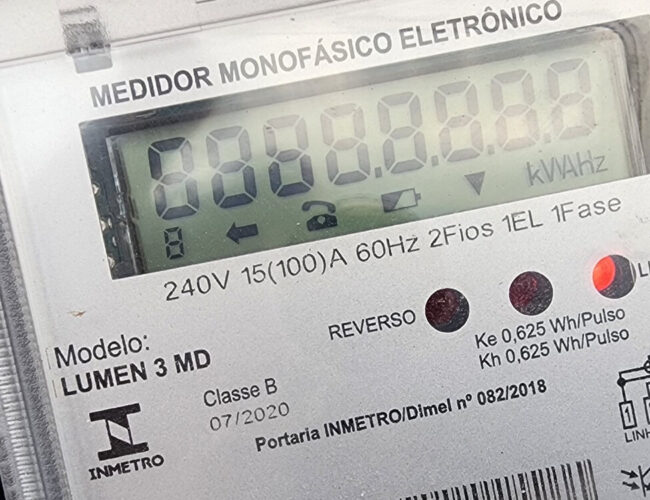 MEDIDOR MONOFÁSICO ELETRÔNICO
8888.8.8.8.8
kWAHz
8
240V 15(100)A 60Hz 2Fios 1EL 1Fase
REVERSO
Ke 0,625 Wh/Pulso
Kh 0,625 Wh/Pulso
Modelo:
LUMEN 3 MD
Classe B
07/2020
Portaria INMETRO/Dimel nº 082/2018
INMETRO
1
LINH